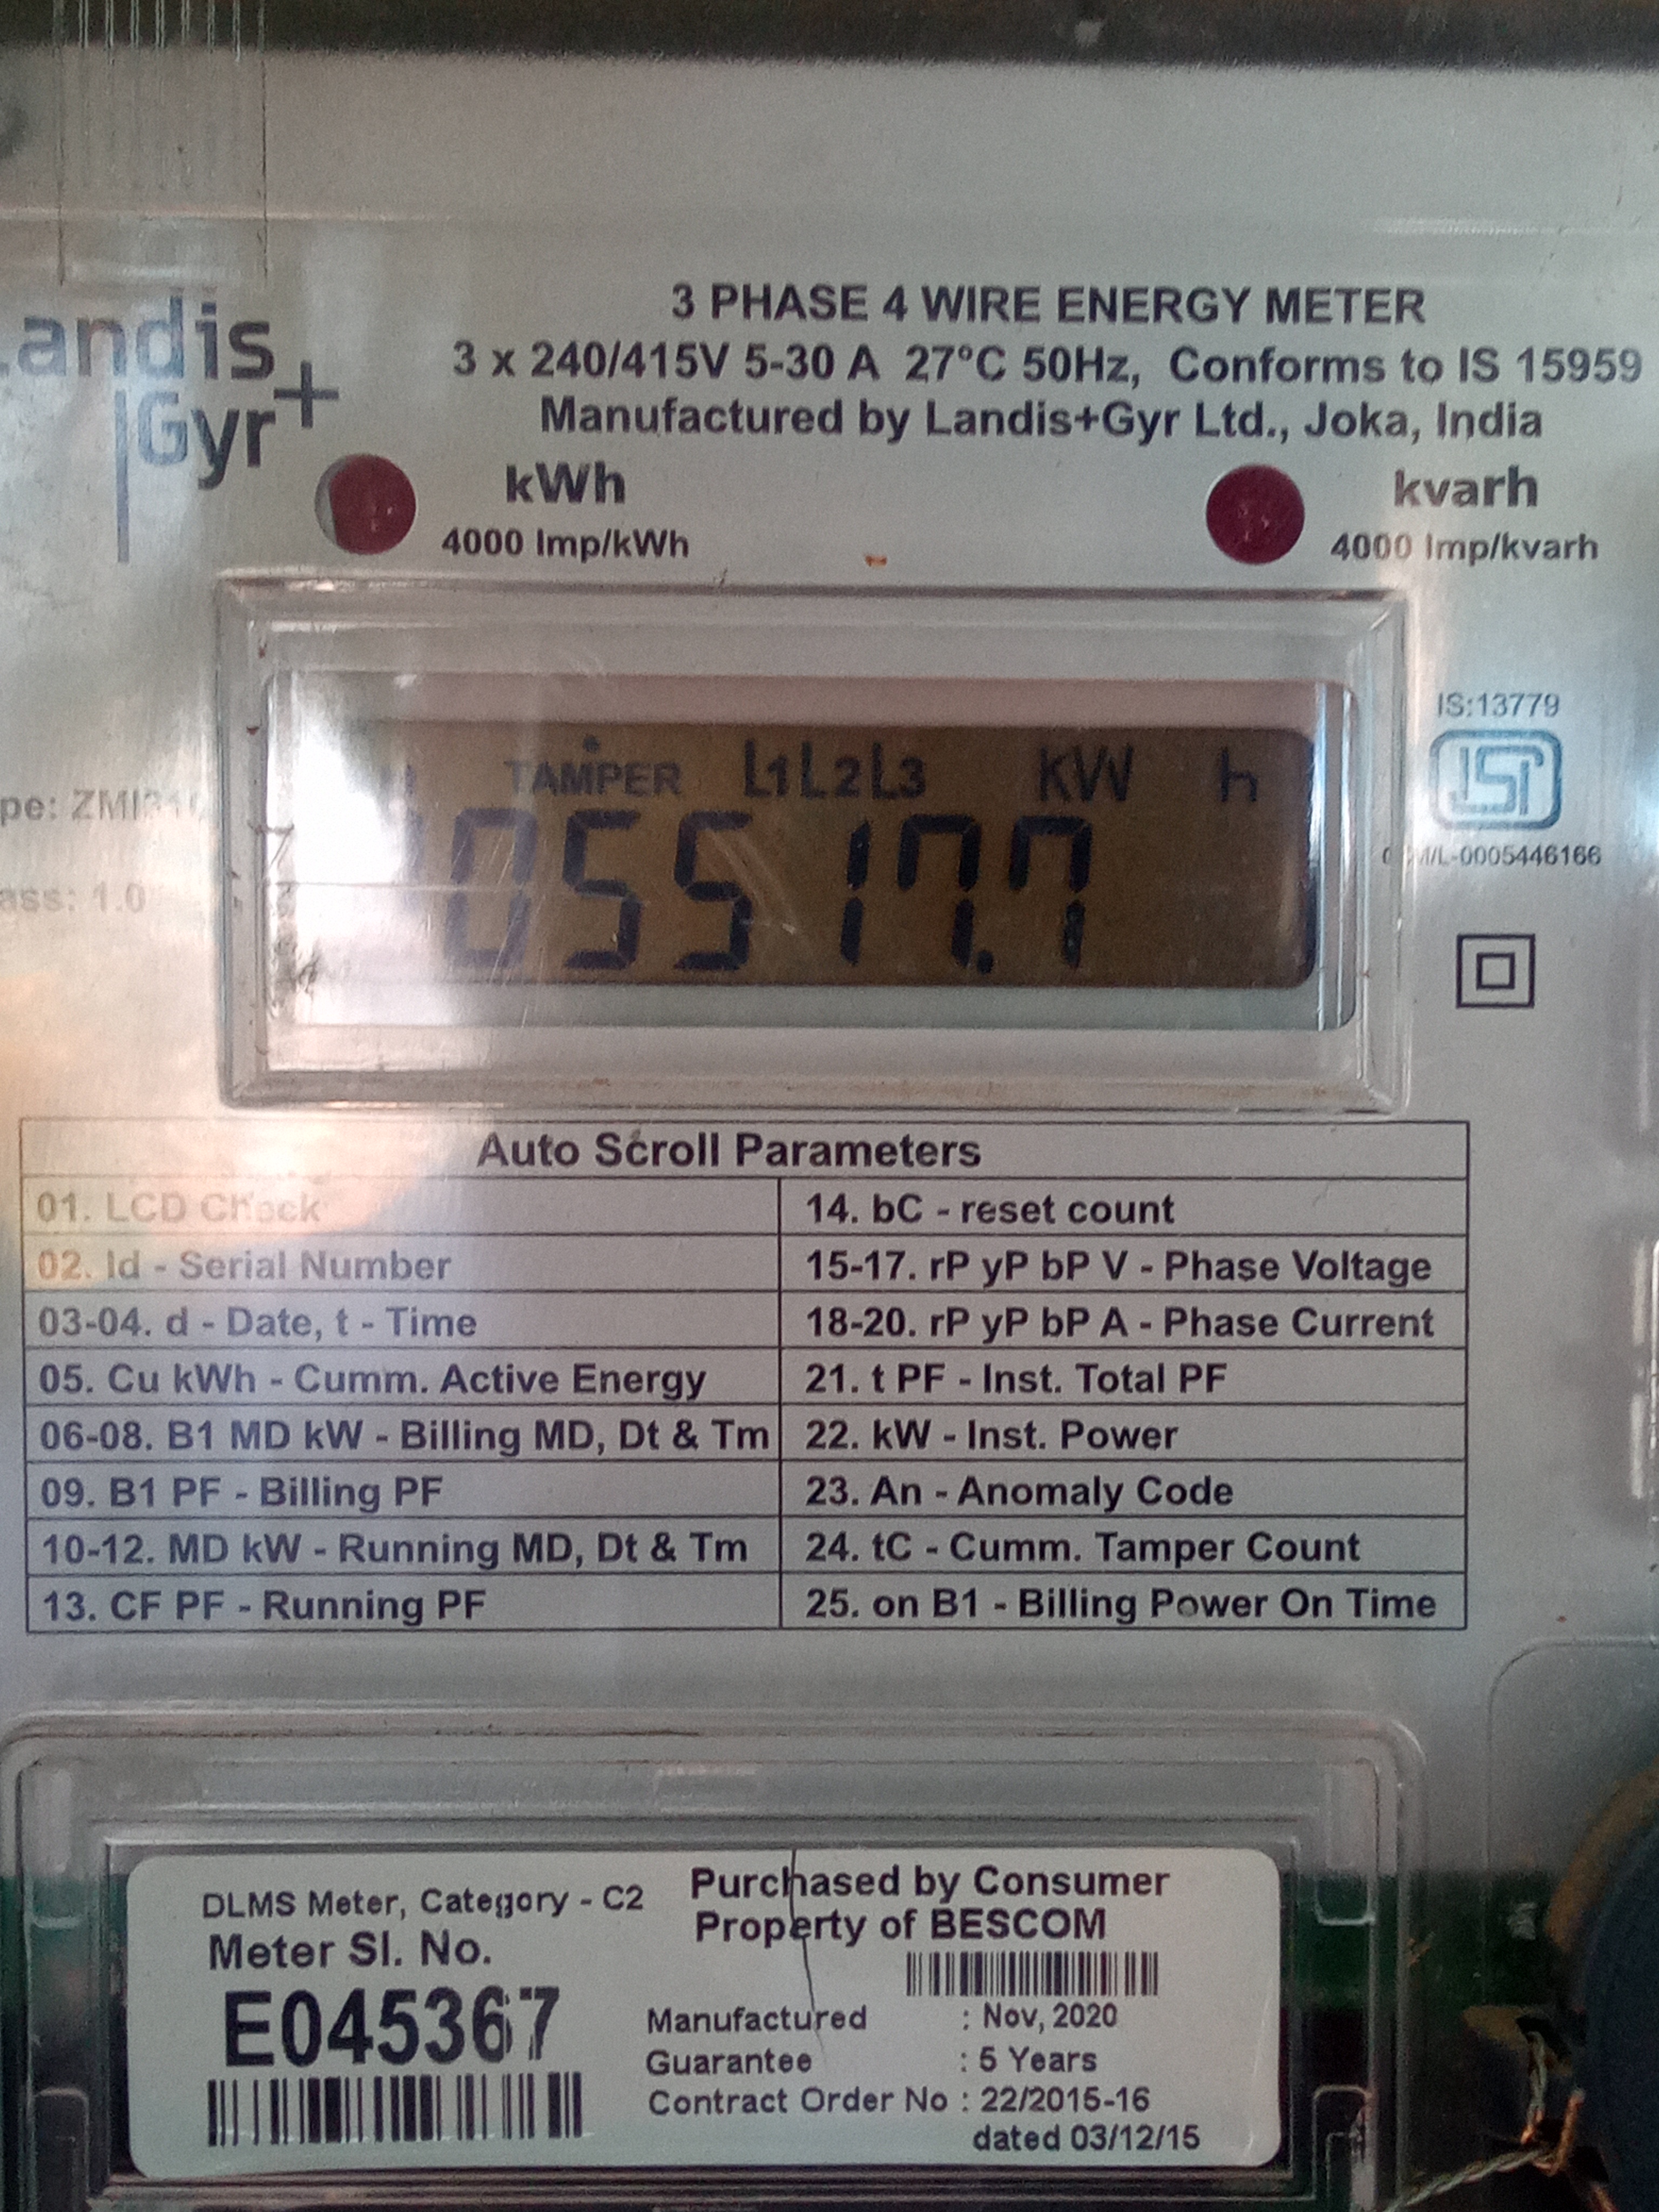 Landis
Gyr+
3 PHASE 4 WIRE ENERGY METER
3 x 240/415V 5-30 A 27°C 50Hz, Conforms to IS 15959
Manufactured by Landis+Gyr Ltd., Joka, India
kWh
4000 Imp/kWh
kvarh
4000 Imp/kvarh
IS:13779
ISI
M/L-0005446166
pe: ZMI310
ass: 1.0
TAMPER L1L2L3 kW h
05517.7
Auto Scroll Parameters
01. LCD Check
02. Id - Serial Number
03-04. d - Date, t - Time
05. Cu kWh - Cumm. Active Energy
06-08. B1 MD kW - Billing MD, Dt & Tm
09. B1 PF - Billing PF
10-12. MD kW - Running MD, Dt & Tm
13. CF PF - Running PF
14. bC - reset count
15-17. rP yP bP V - Phase Voltage
18-20. rP yP bP A - Phase Current
21. t PF - Inst. Total PF
22. kW - Inst. Power
23. An - Anomaly Code
24. tC - Cumm. Tamper Count
25. on B1 - Billing Power On Time
DLMS Meter, Category - C2
Meter Sl. No.
E045367
Purchased by Consumer
Property of BESCOM
Manufactured : Nov, 2020
Guarantee : 5 Years
Contract Order No : 22/2015-16
dated 03/12/15